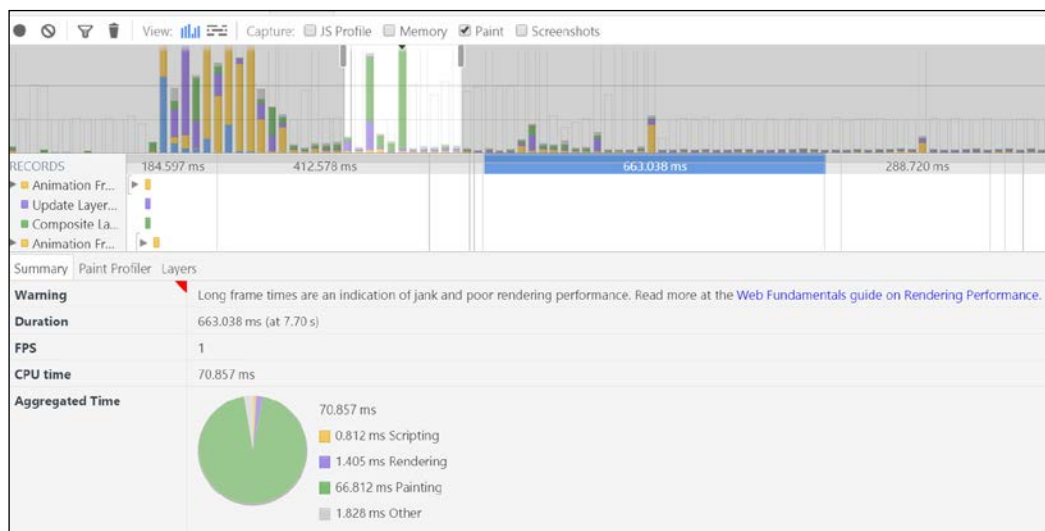 View: Capture: JS Profile Memory Paint Screenshots
RECORDS 184.597 ms 412.578 ms 663.038 ms 288.720 ms
Animation Fr...
Update Layer...
Composite La...
Animation Fr...
Summary Paint Profiler Layers
Warning Long frame times are an indication of jank and poor rendering performance. Read more at the Web Fundamentals guide on Rendering Performance.
Duration 663.038 ms (at 7.70 s)
FPS 1
CPU time 70.857 ms
Aggregated Time 70.857 ms
0.812 ms Scripting
1.405 ms Rendering
66.812 ms Painting
1.828 ms Other